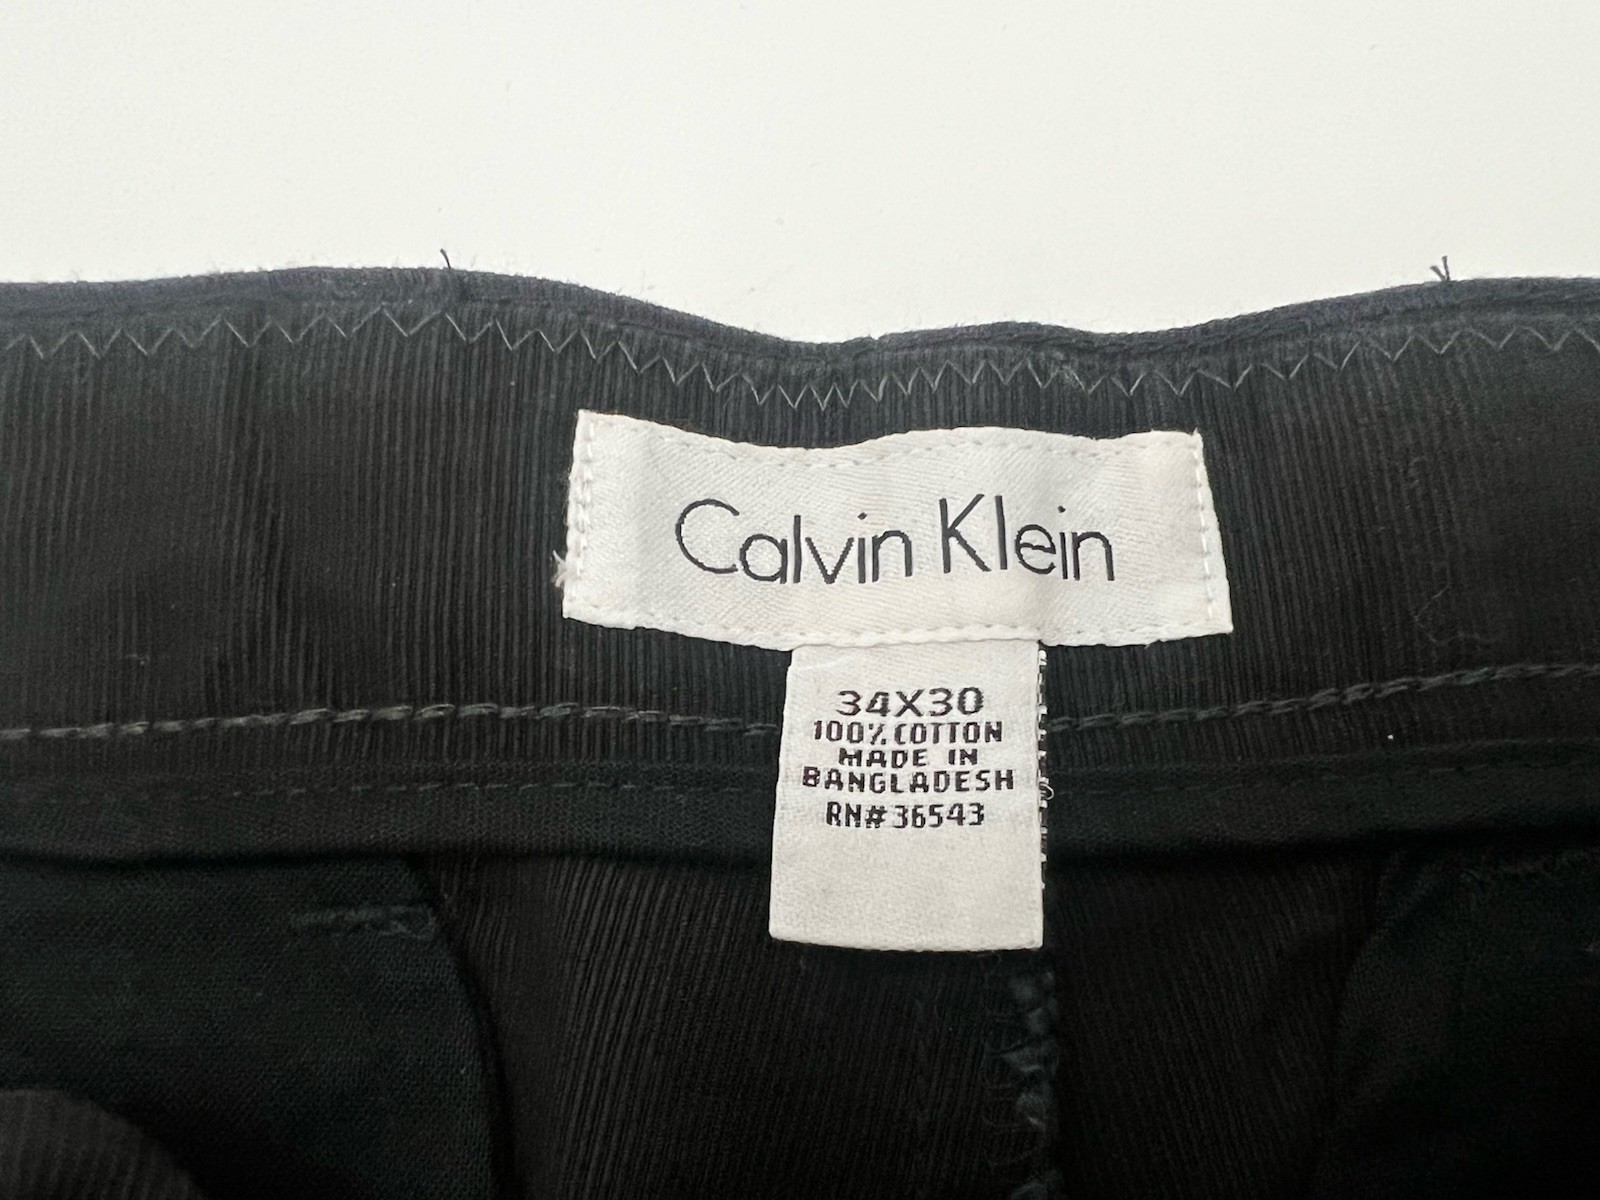 Calvin Klein
34X30
100% COTTON
MADE IN
BANGLADESH
RN# 36543